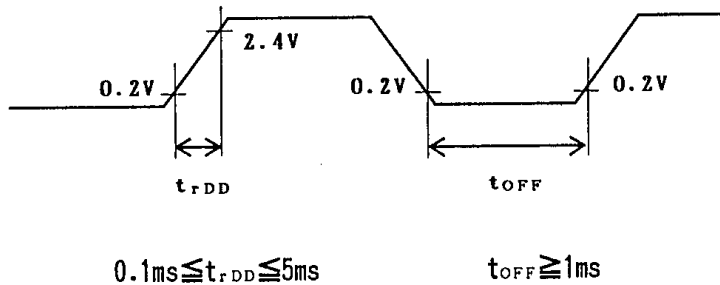 2.4V
0.2V 0.2V 0.2V
trDD tOFF
0.1ms≦trDD≦5ms tOFF≧1ms